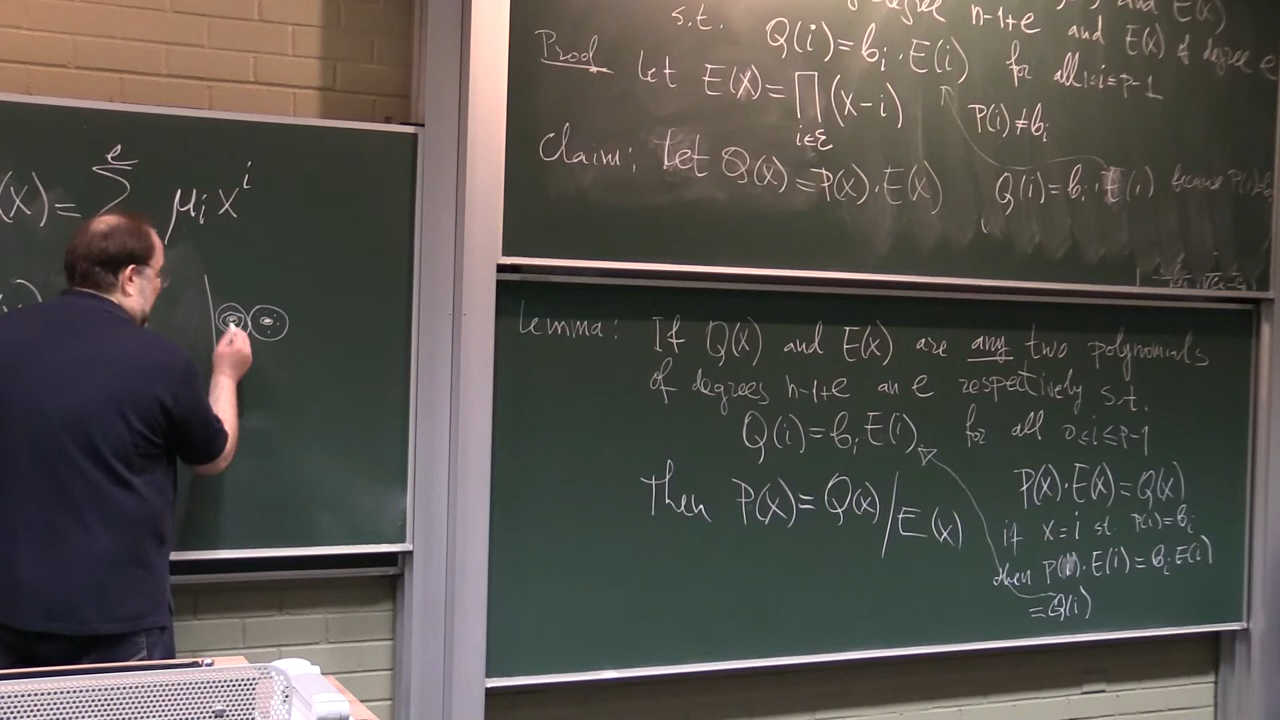 (X) = Σ^e μ_i X^i
degree n-1+e and E(X)
s.t. Q(i) = b_i · E(i) for all 1≤i≤p-1 and E(X) of degree e
Proof Let E(X) = ∏_{i∈ℰ} (X-i) P(i) ≠ b_i
Claim: Let Q(X) = P(X) · E(X) Q(i) = b_i · E(i) because
Lemma: If Q(X) and E(X) are any two polynomials
of degrees n-1+e an e respectively s.t.
Q(i) = b_i E(i) for all 0≤i≤p-1
Then P(X) = Q(X) / E(X)
P(X) · E(X) = Q(X)
if X=i st. P(i) = b_i
then P(i) · E(i) = b_i E(i)
= Q(i)